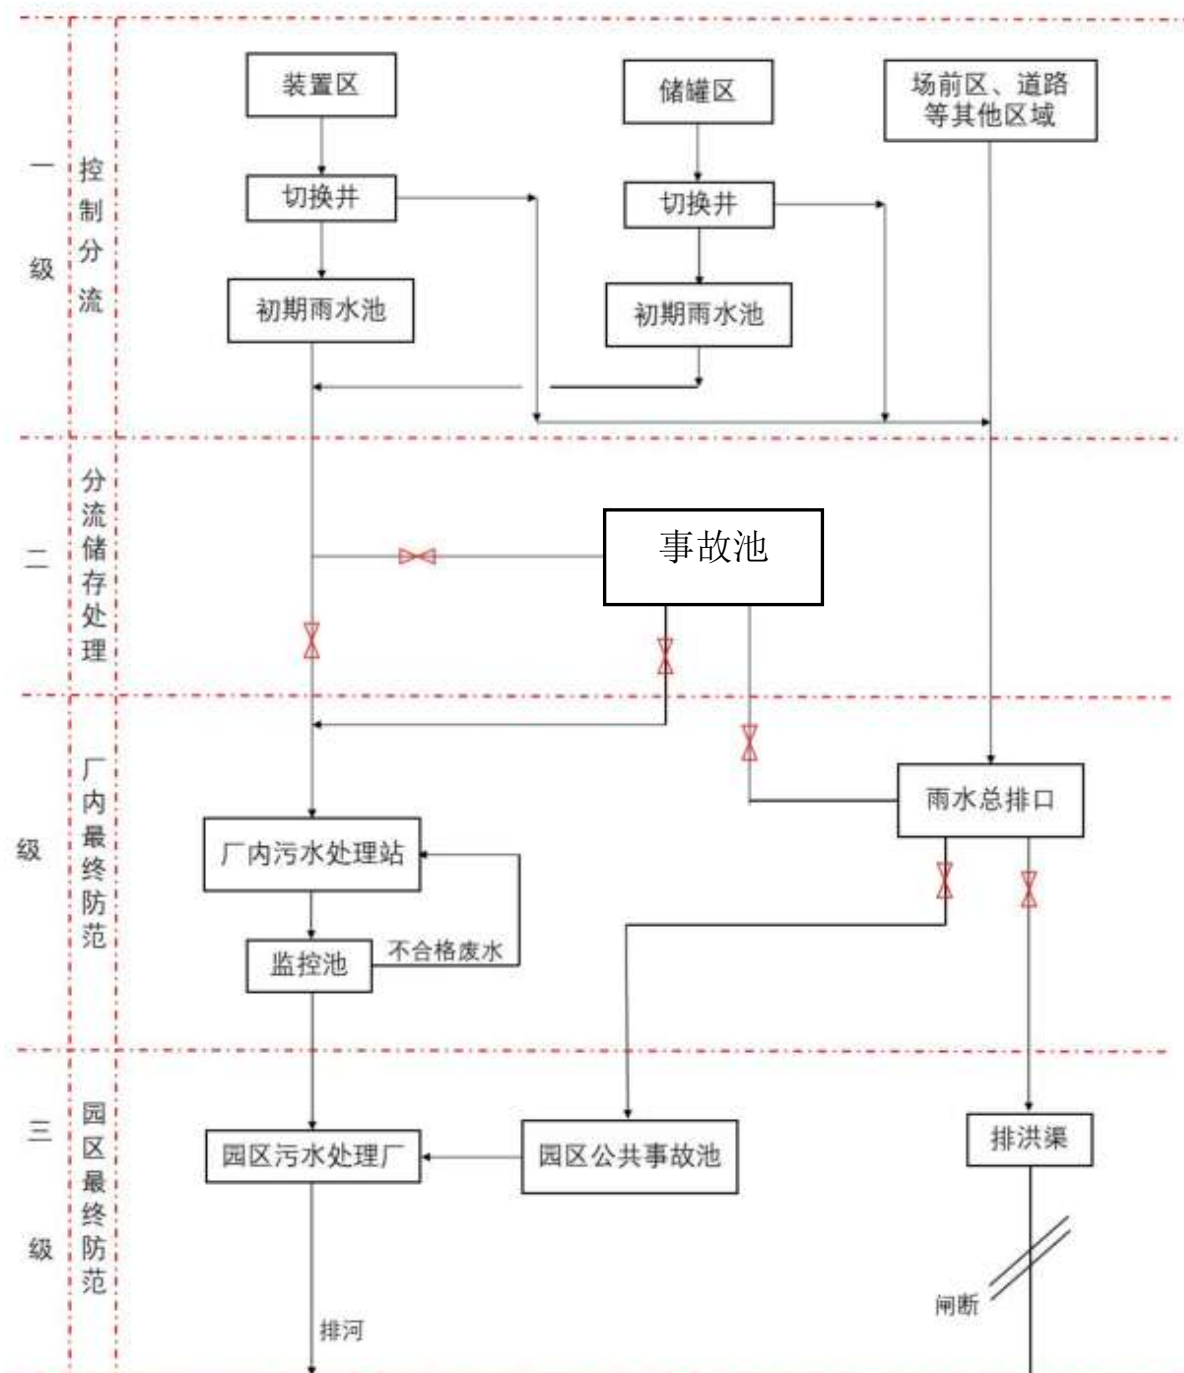 一级
控制分流
装置区
储罐区
场前区、道路
等其他区域
切换井
切换井
初期雨水池
初期雨水池
二级
分流储存处理
事故池
厂内最终防范
雨水总排口
厂内污水处理站
不合格废水
监控池
三级
园区最终防范
园区污水处理厂
园区公共事故池
排洪渠
闸断
排河